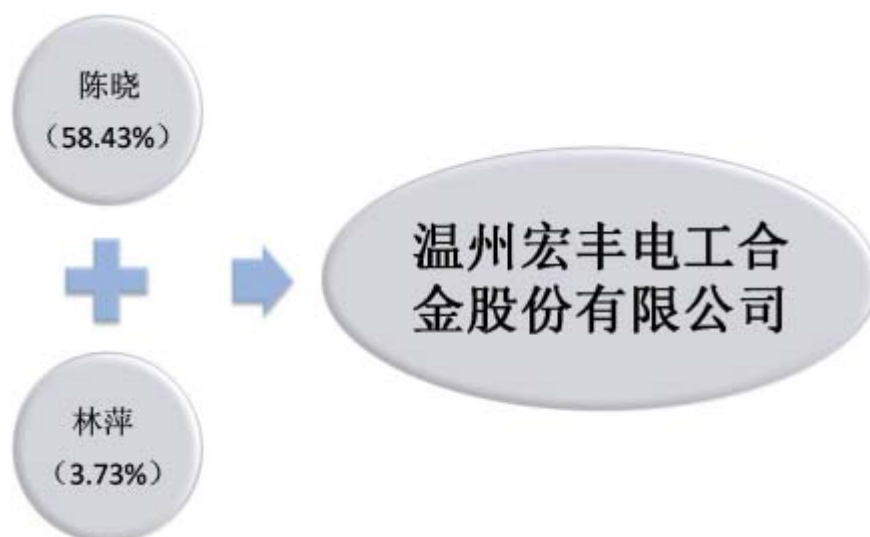 陈晓
（58.43%）
林萍
（3.73%）
温州宏丰电工合
金股份有限公司